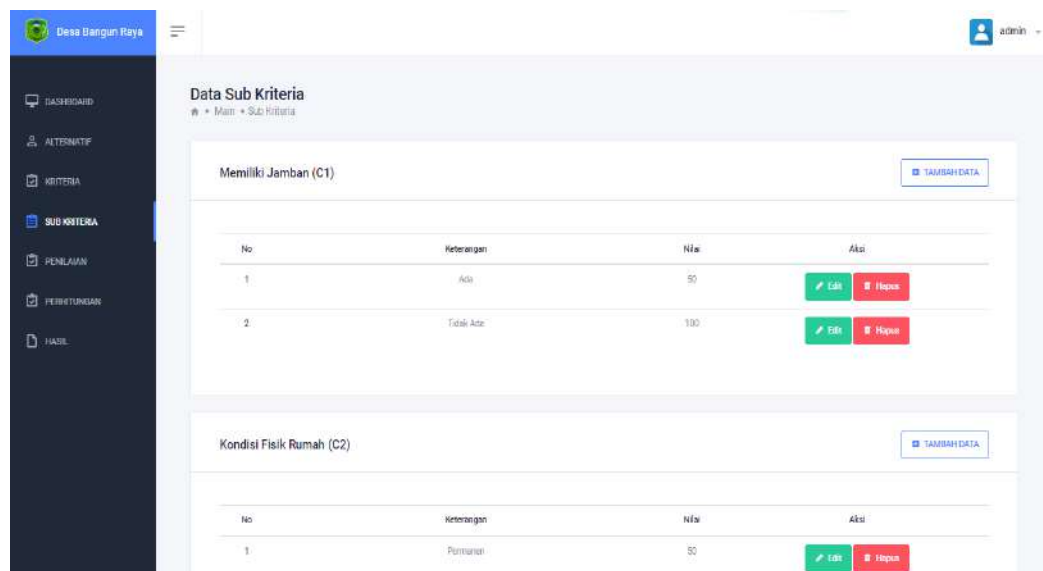 Desa Bangun Raya
admin
DASHBOARD
ALTERNATIF
KRITERIA
SUB KRITERIA
PENILAIAN
PERHITUNGAN
HASIL
Data Sub Kriteria
Main • Sub Kriteria
Memiliki Jamban (C1)
TAMBAH DATA
No Keterangan Nilai Aksi
1 Ada 50 Edit Hapus
2 Tidak Ada 100 Edit Hapus
Kondisi Fisik Rumah (C2)
TAMBAH DATA
No Keterangan Nilai Aksi
1 Permanen 50 Edit Hapus